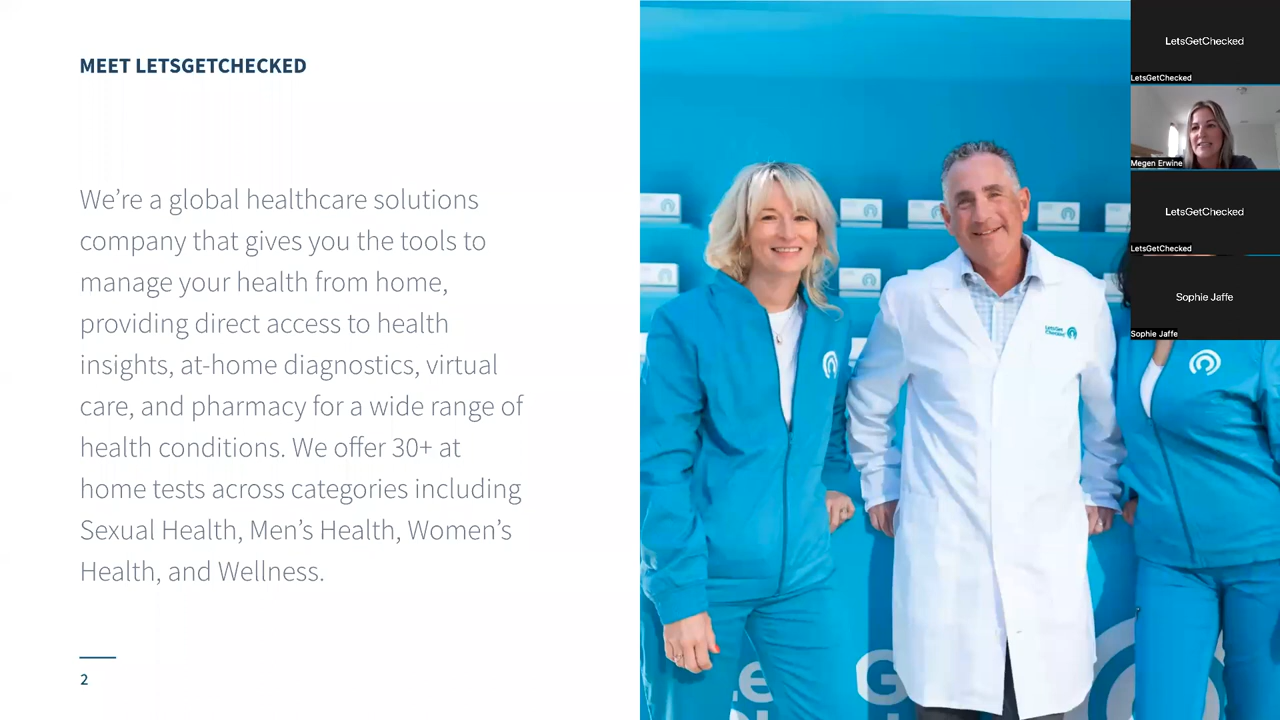 MEET LETSGETCHECKED
We’re a global healthcare solutions
company that gives you the tools to
manage your health from home,
providing direct access to health
insights, at-home diagnostics, virtual
care, and pharmacy for a wide range of
health conditions. We offer 30+ at
home tests across categories including
Sexual Health, Men’s Health, Women’s
Health, and Wellness.
2
LetsGetChecked
LetsGetChecked
Megen Erwine
LetsGetChecked
LetsGetChecked
Sophie Jaffe
Sophie Jaffe
LetsGet
Checked